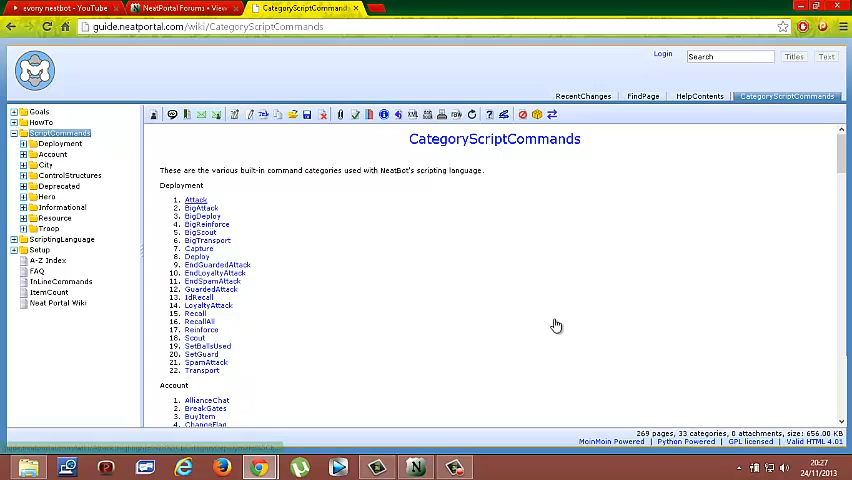 evony neatbot - YouTube
NeatPortal Forums • View
CategoryScriptCommands
guide.neatportal.com/wiki/CategoryScriptCommands
Login
Search
Titles
Text
RecentChanges
FindPage
HelpContents
CategoryScriptCommands
Goals
HowTo
ScriptCommands
Deployment
Account
City
ControlStructures
Deprecated
Hero
Informational
Resource
Troop
ScriptingLanguage
Setup
A-Z Index
FAQ
InLineCommands
ItemCount
Neat Portal Wiki
CategoryScriptCommands
These are the various built-in command categories used with NeatBot's scripting language.
Deployment
1. Attack
2. BigAttack
3. BigDeploy
4. BigReinforce
5. BigScout
6. BigTransport
7. Capture
8. Deploy
9. EndGuardedAttack
10. EndLoyaltyAttack
11. EndSpamAttack
12. GuardedAttack
13. IdRecall
14. LoyaltyAttack
15. Recall
16. RecallAll
17. Reinforce
18. Scout
19. SetBallsUsed
20. SetGuard
21. SpamAttack
22. Transport
Account
1. AllianceChat
2. BreakGates
3. BuyItem
4. ChangeFlag
269 pages, 33 categories, 0 attachments, size: 656.00 KB
MoinMoin Powered | Python Powered | GPL licensed | Valid HTML 4.01
20:27
24/11/2013